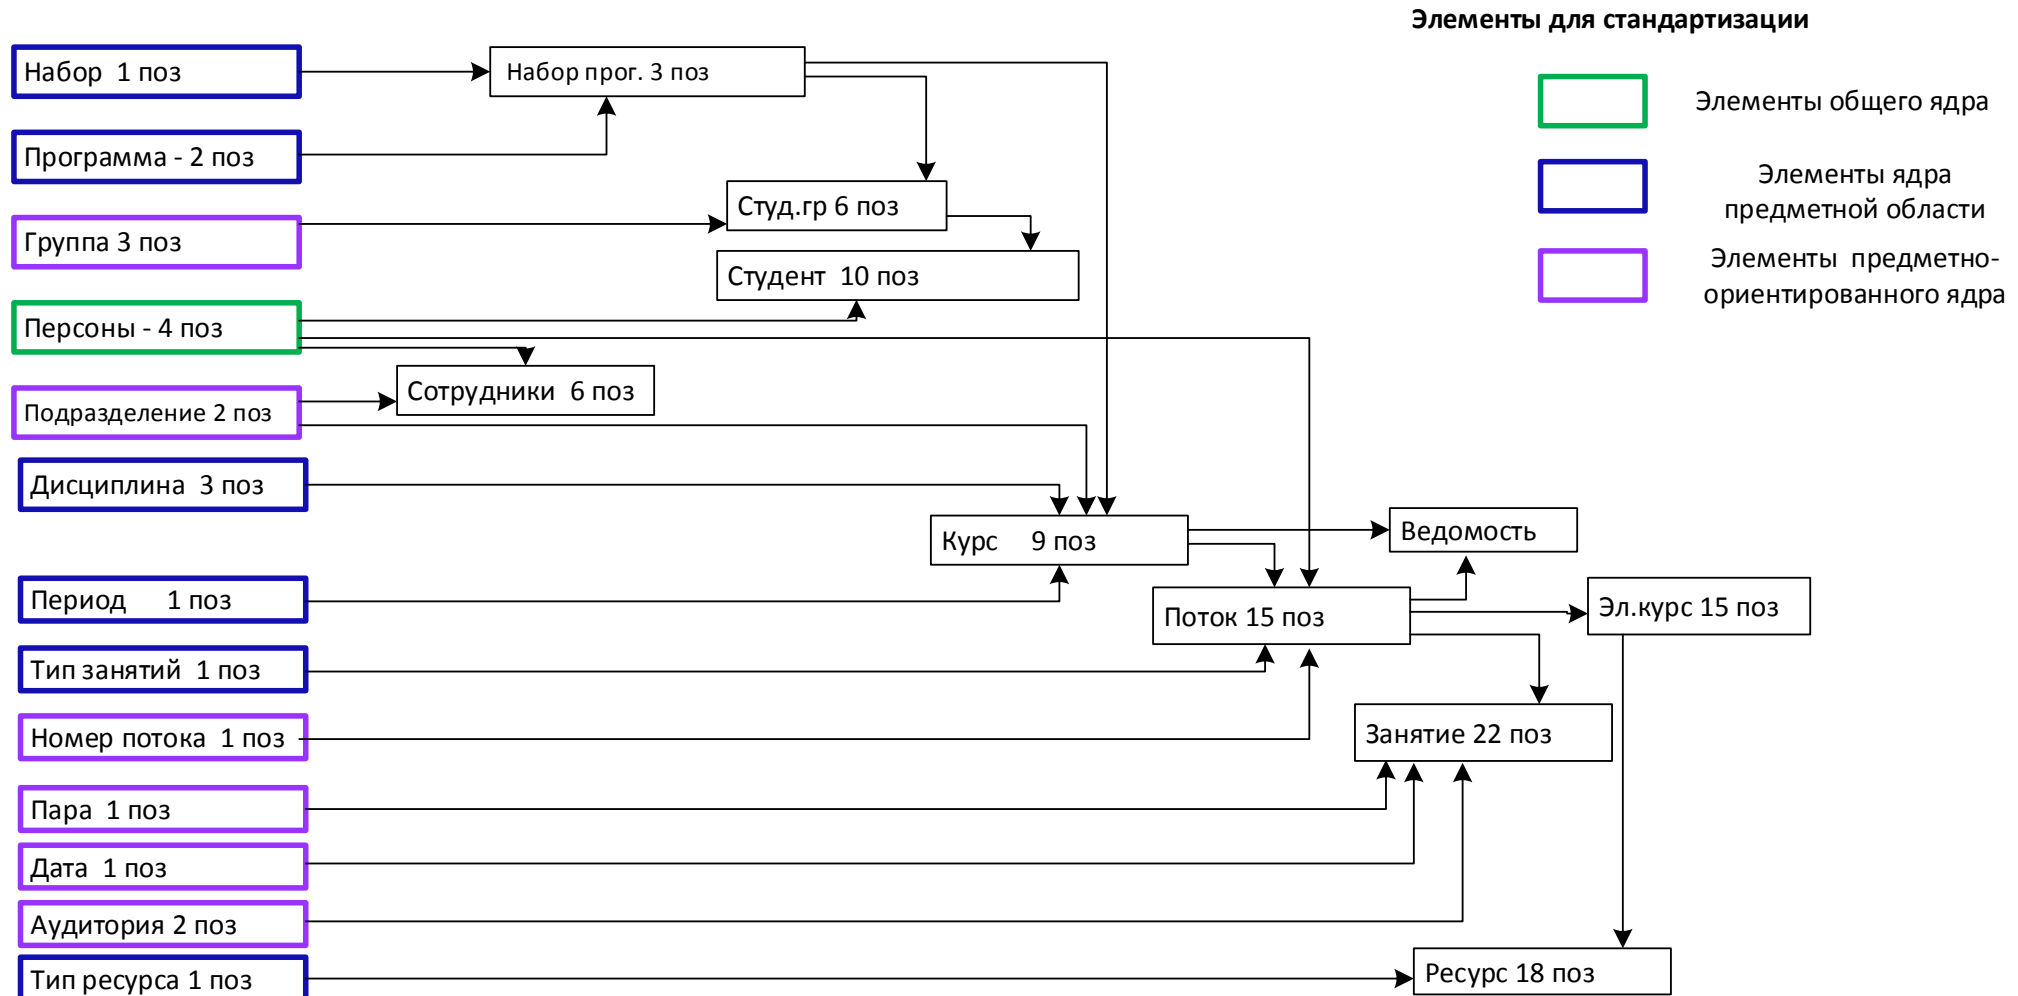 Элементы для стандартизации
Набор 1 поз
Набор прог. 3 поз
Элементы общего ядра
Программа - 2 поз
Элементы ядра
предметной области
Студ.гр 6 поз
Группа 3 поз
Элементы предметно-
ориентированного ядра
Студент 10 поз
Персоны - 4 поз
Сотрудники 6 поз
Подразделение 2 поз
Дисциплина 3 поз
Курс 9 поз
Ведомость
Период 1 поз
Поток 15 поз
Эл.курс 15 поз
Тип занятий 1 поз
Номер потока 1 поз
Занятие 22 поз
Пара 1 поз
Дата 1 поз
Аудитория 2 поз
Тип ресурса 1 поз
Ресурс 18 поз